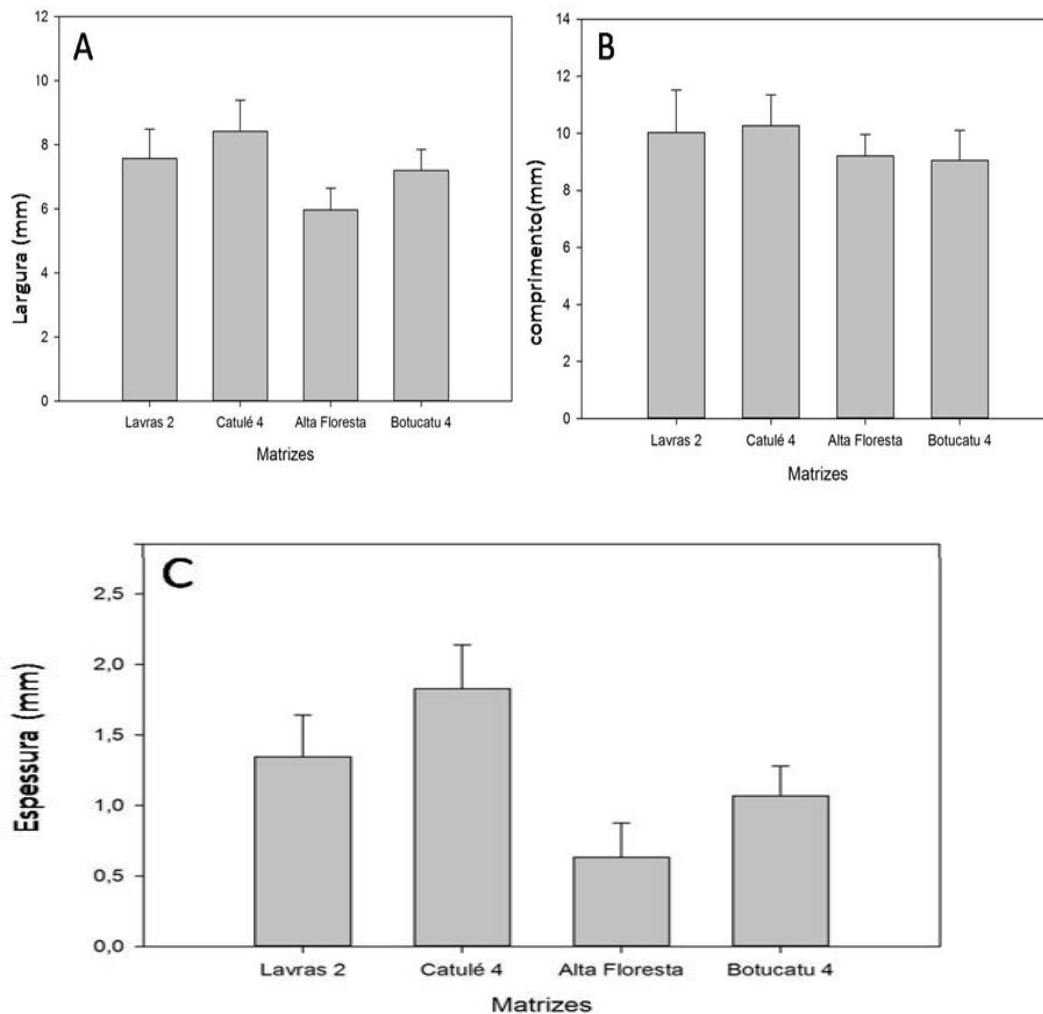 A
Largura (mm)
12
10
8
6
4
2
0
Lavras 2 Catulé 4 Alta Floresta Botucatu 4
Matrizes
B
comprimento(mm)
14
12
10
8
6
4
2
0
Lavras 2 Catulé 4 Alta Floresta Botucatu 4
Matrizes
C
Espessura (mm)
2,5
2,0
1,5
1,0
0,5
0,0
Lavras 2 Catulé 4 Alta Floresta Botucatu 4
Matrizes